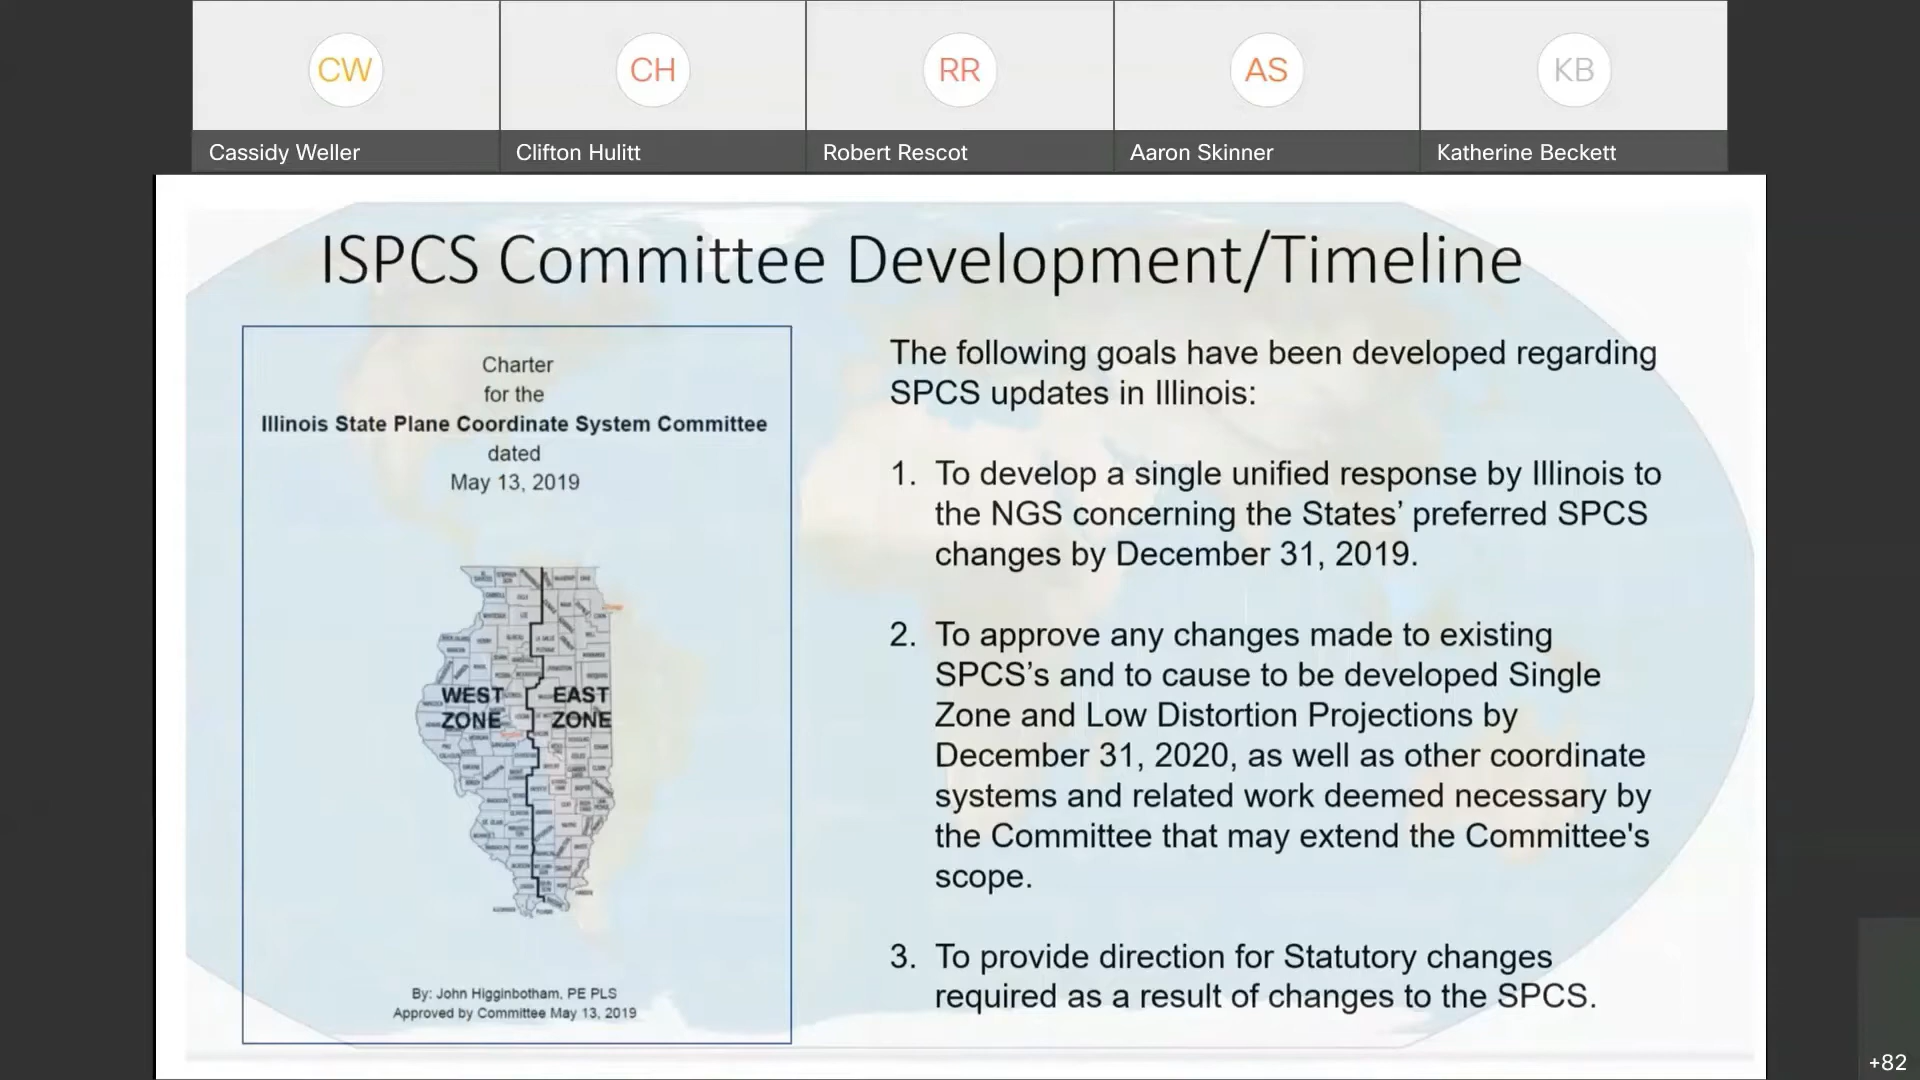 CW
CH
RR
AS
KB
Cassidy Weller
Clifton Hulitt
Robert Rescot
Aaron Skinner
Katherine Beckett
ISPCS Committee Development/Timeline
Charter
for the
Illinois State Plane Coordinate System Committee
dated
May 13, 2019
WEST
ZONE
EAST
ZONE
By: John Higginbotham, PE PLS
Approved by Committee May 13, 2019
The following goals have been developed regarding
SPCS updates in Illinois:
1. To develop a single unified response by Illinois to
the NGS concerning the States’ preferred SPCS
changes by December 31, 2019.
2. To approve any changes made to existing
SPCS’s and to cause to be developed Single
Zone and Low Distortion Projections by
December 31, 2020, as well as other coordinate
systems and related work deemed necessary by
the Committee that may extend the Committee's
scope.
3. To provide direction for Statutory changes
required as a result of changes to the SPCS.
+82